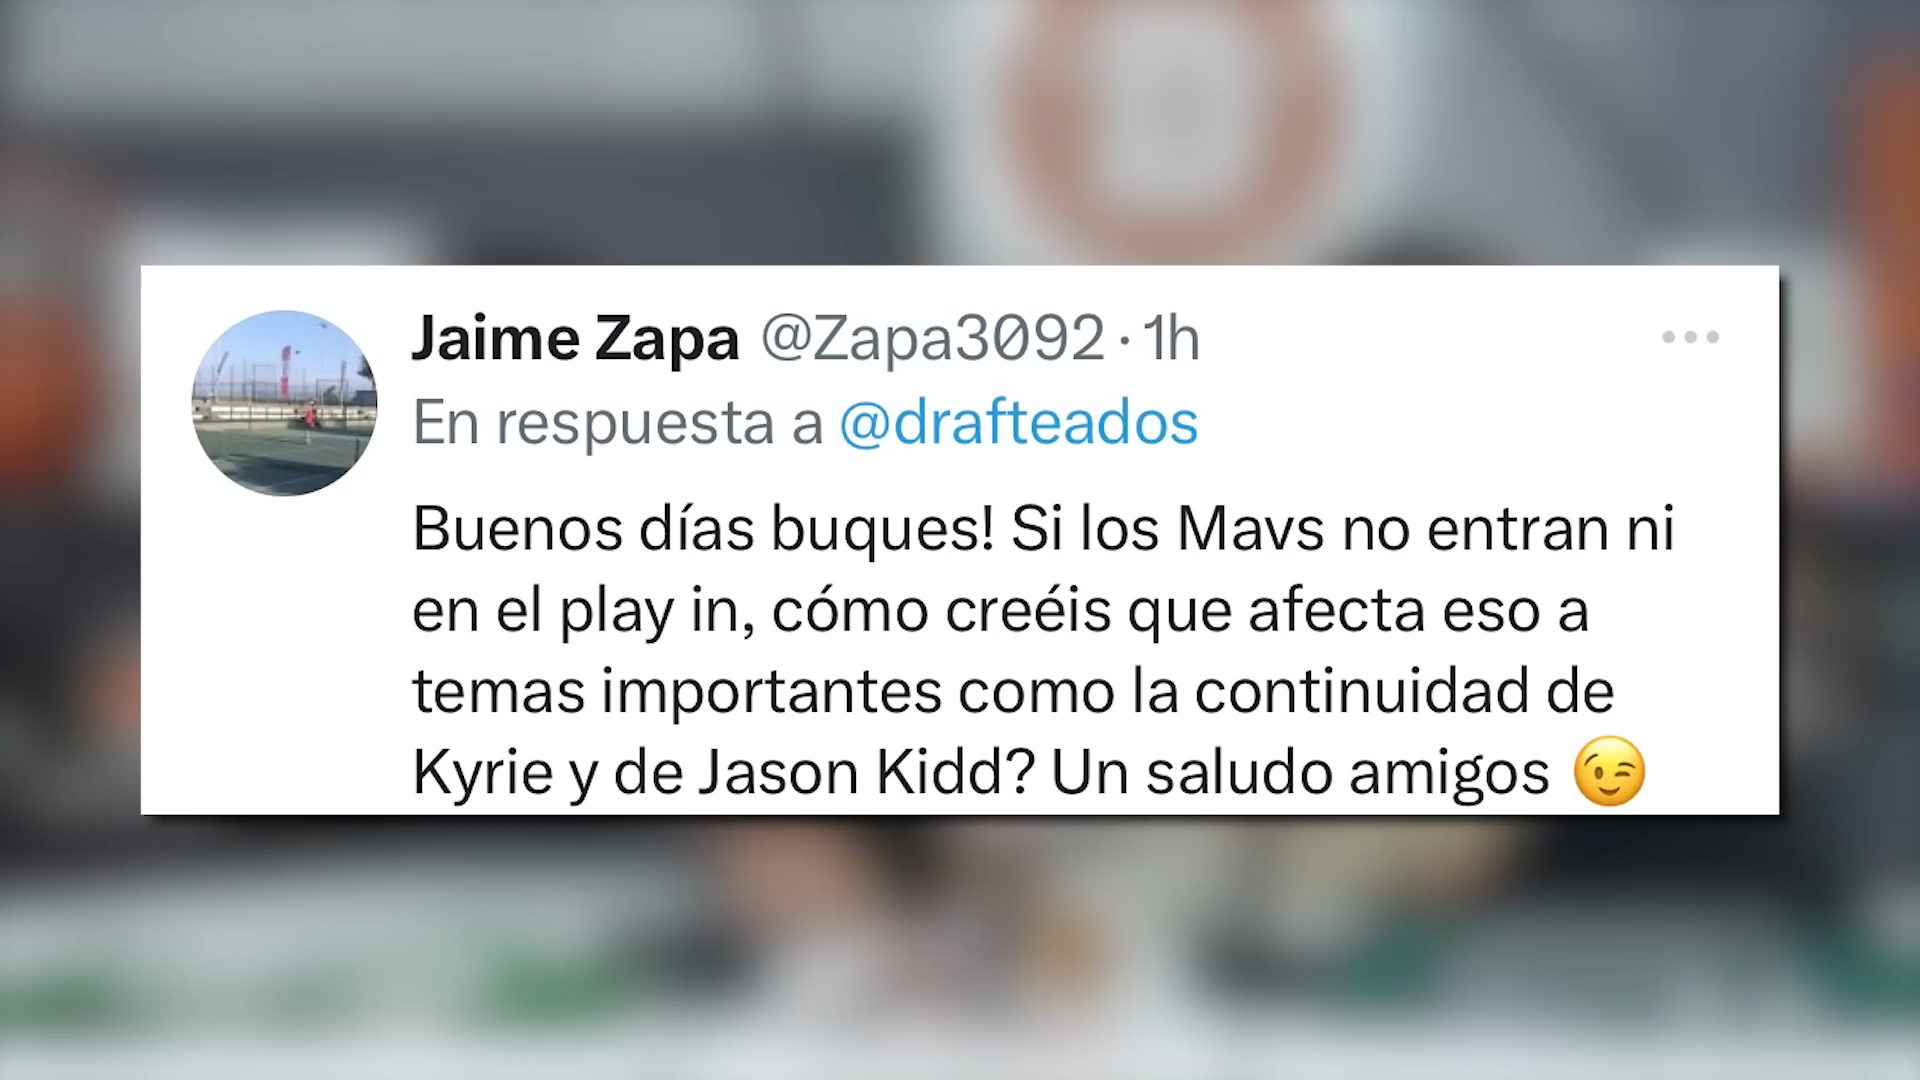 Jaime Zapa @Zapa3092 · 1h
En respuesta a @drafteados
Buenos días buques! Si los Mavs no entran ni
en el play in, cómo creéis que afecta eso a
temas importantes como la continuidad de
Kyrie y de Jason Kidd? Un saludo amigos 😉